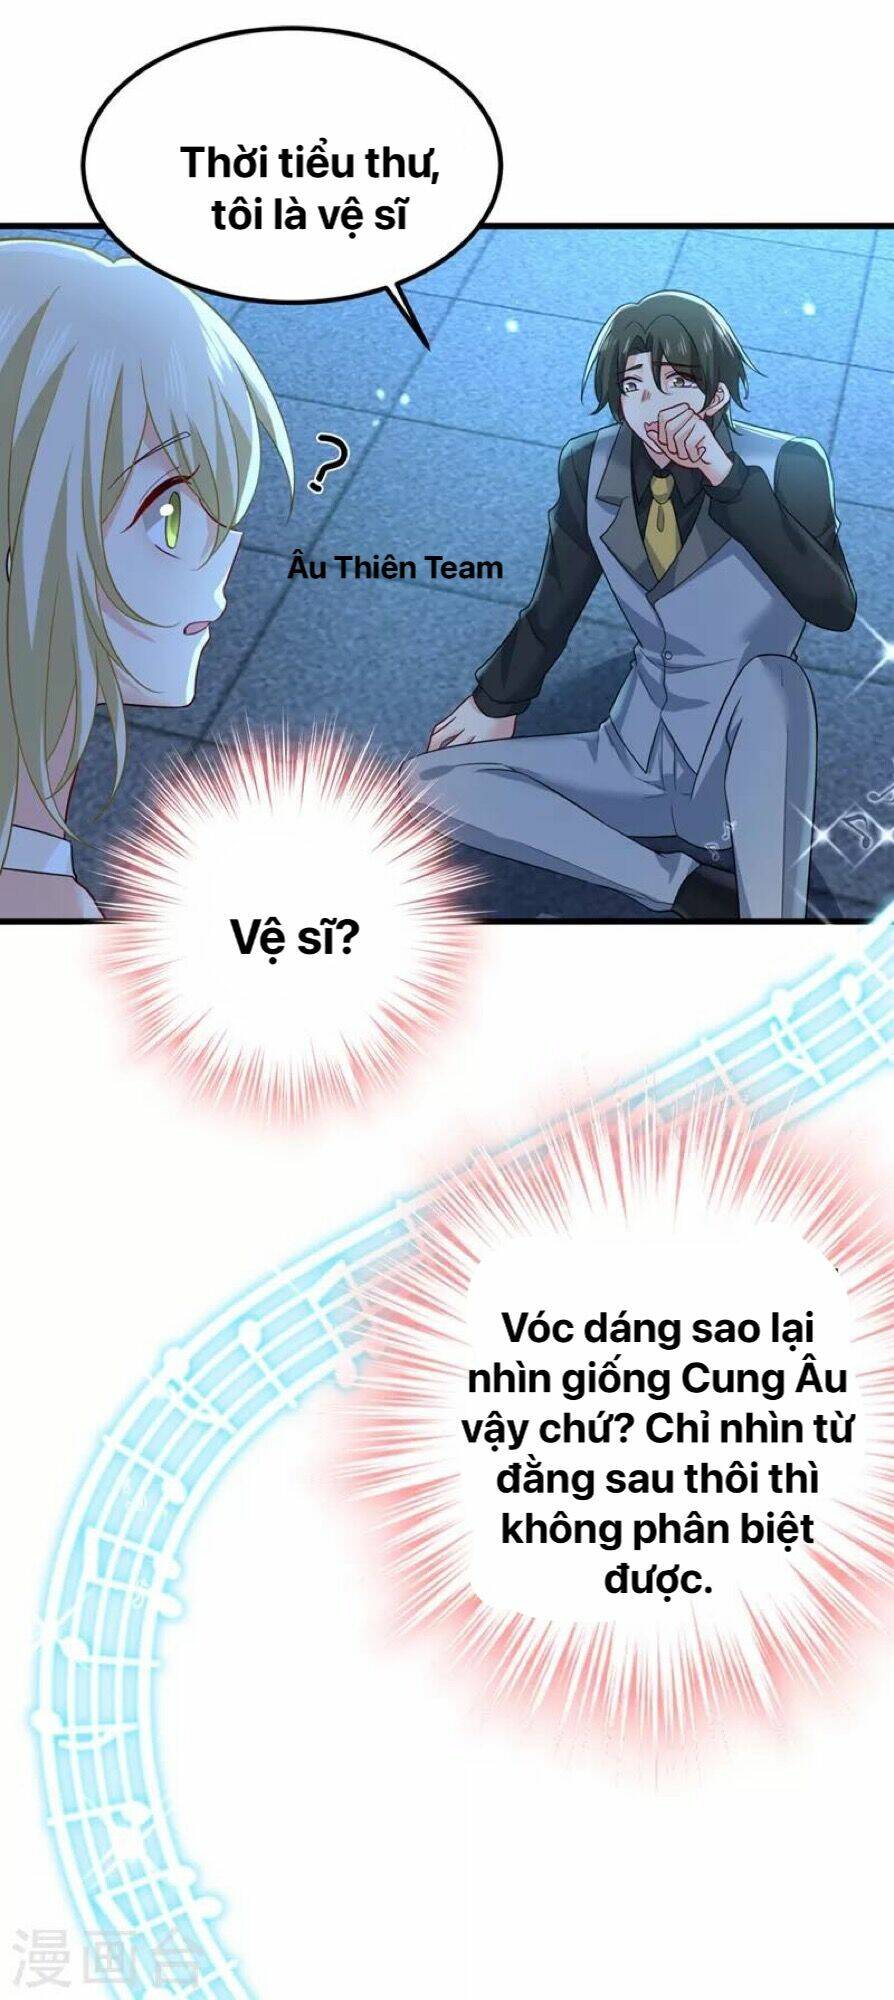 Thời tiểu thư,
tôi là vệ sĩ
?
Âu Thiên Team
Vệ sĩ?
Vóc dáng sao lại
nhìn giống Cung Âu
vậy chứ? Chỉ nhìn từ
đằng sau thôi thì
không phân biệt
được.
漫画台